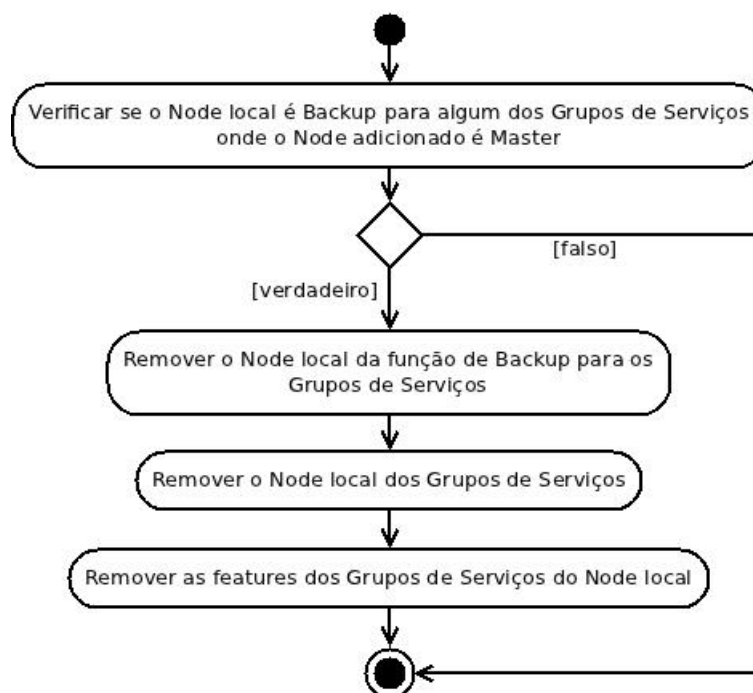 Verificar se o Node local é Backup para algum dos Grupos de Serviços
onde o Node adicionado é Master
[falso]
[verdadeiro]
Remover o Node local da função de Backup para os
Grupos de Serviços
Remover o Node local dos Grupos de Serviços
Remover as features dos Grupos de Serviços do Node local